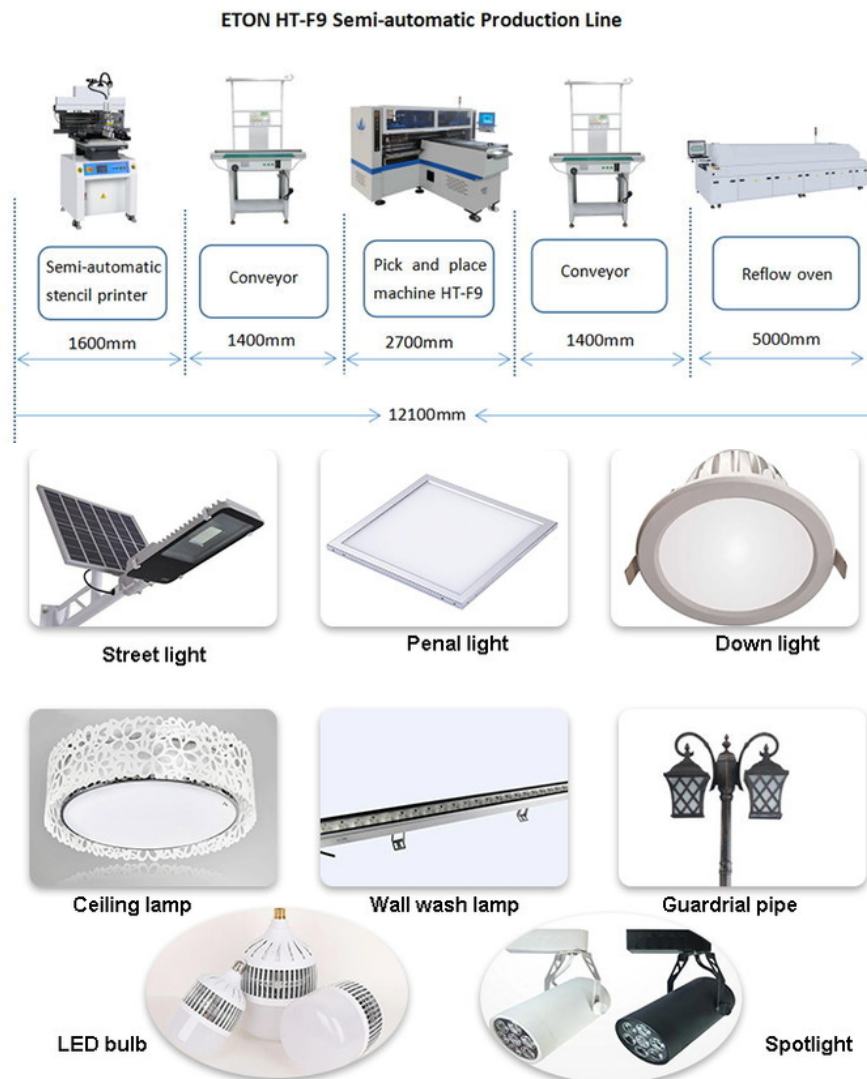 ETON HT-F9 Semi-automatic Production Line
Semi-automatic
stencil printer
Conveyor
Pick and place
machine HT-F9
Conveyor
Reflow oven
1600mm
1400mm
2700mm
1400mm
5000mm
12100mm
Street light
Penal light
Down light
Ceiling lamp
Wall wash lamp
Guardrial pipe
LED bulb
Spotlight